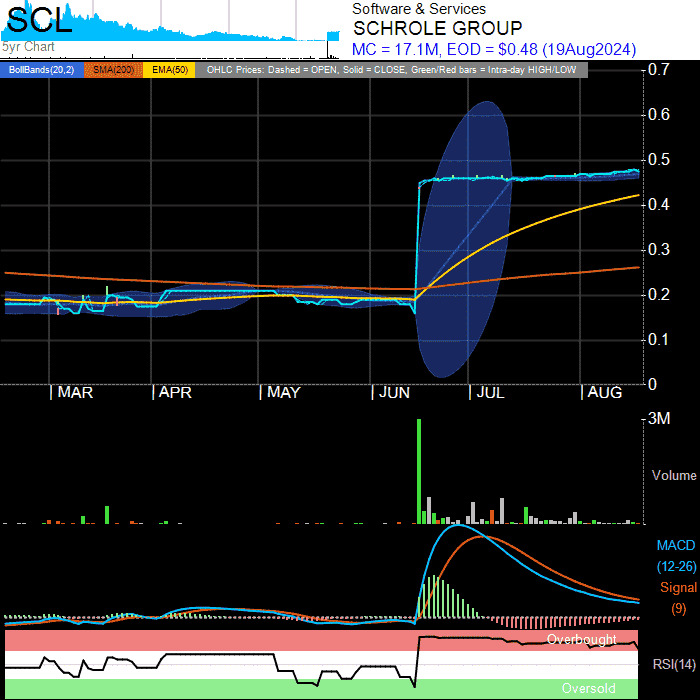 SCL
5yr Chart
Software & Services
SCHROLE GROUP
MC = 17.1M, EOD = $0.48 (19Aug2024)
BollBands(20,2) SMA(200) EMA(50) OHLC Prices: Dashed = OPEN, Solid = CLOSE, Green/Red bars = Intra-day HIGH/LOW
0.7
0.6
0.5
0.4
0.3
0.2
0.1
0
MAR APR MAY JUN JUL AUG
3M
Volume
MACD
(12-26)
Signal
(9)
Overbought
RSI(14)
Oversold